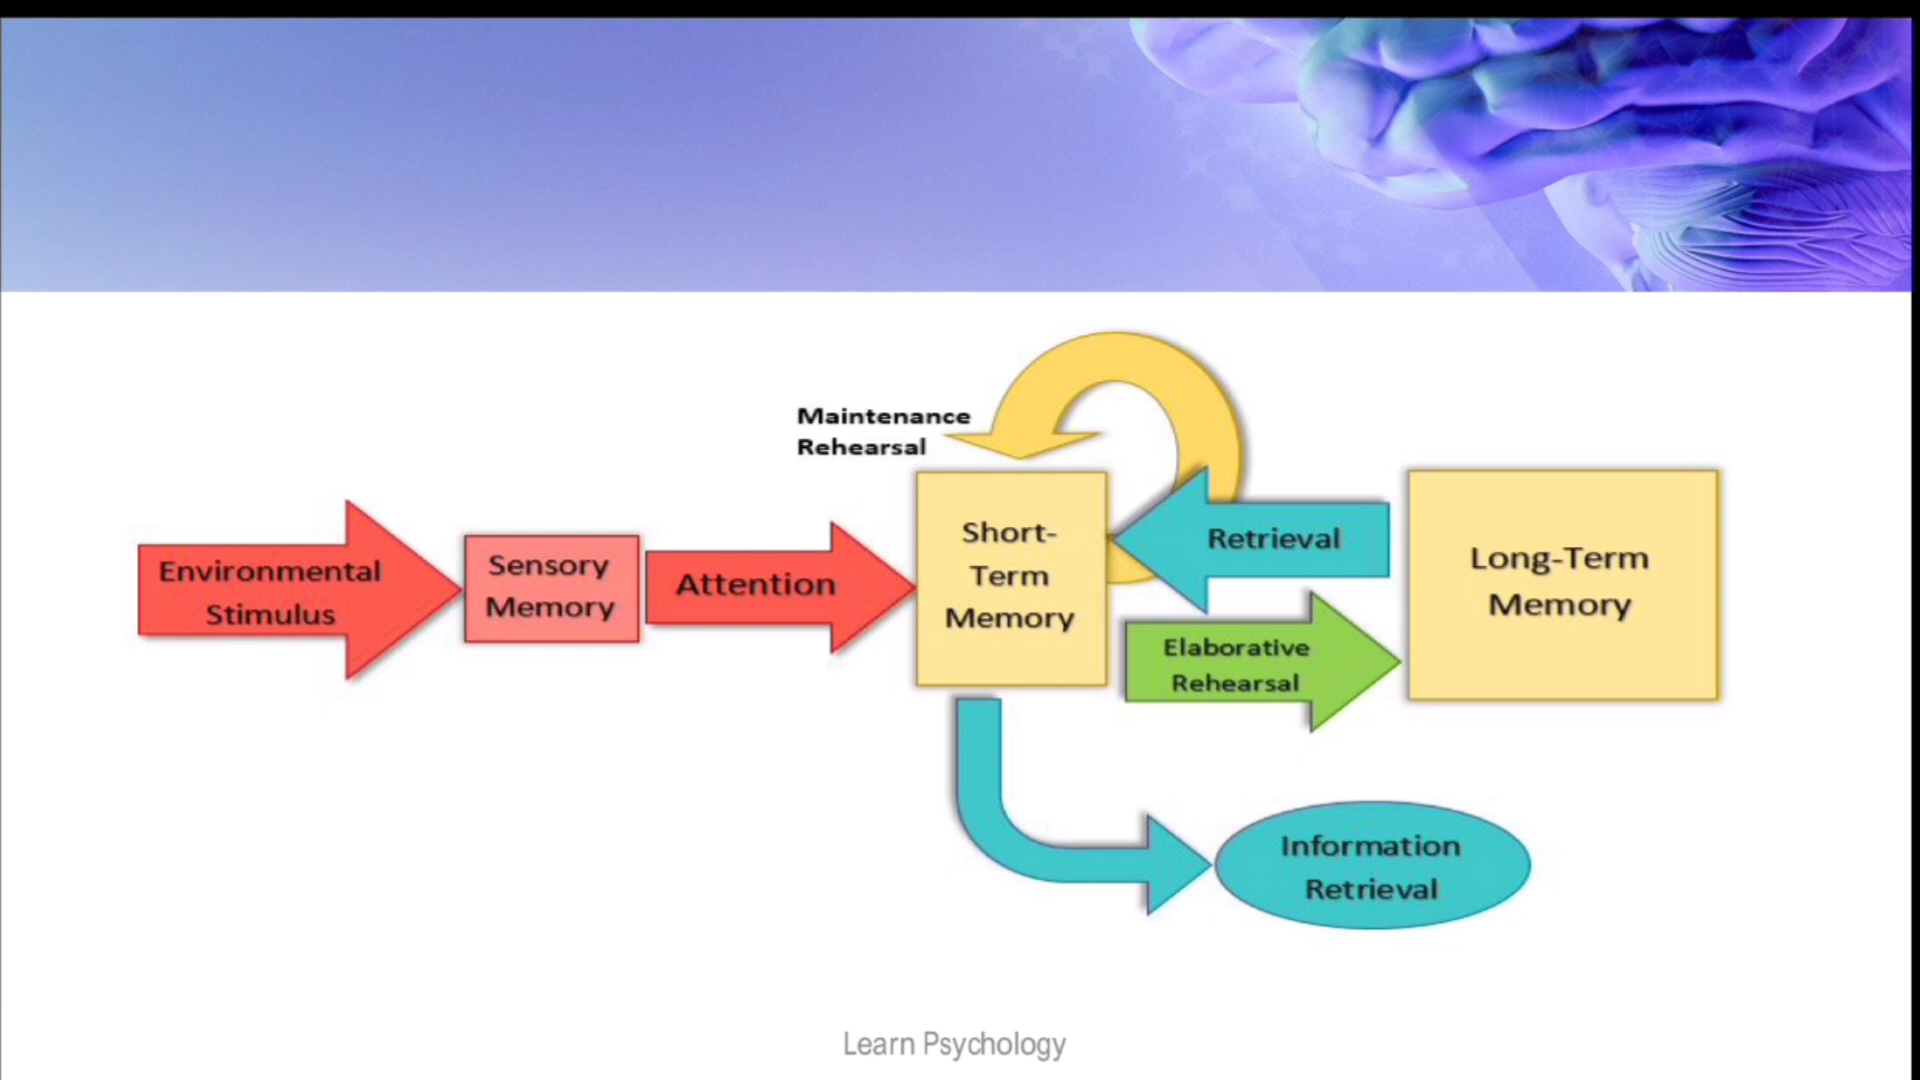 Maintenance
Rehearsal
Environmental
Stimulus
Sensory
Memory
Attention
Short-
Term
Memory
Retrieval
Elaborative
Rehearsal
Long-Term
Memory
Information
Retrieval
Learn Psychology